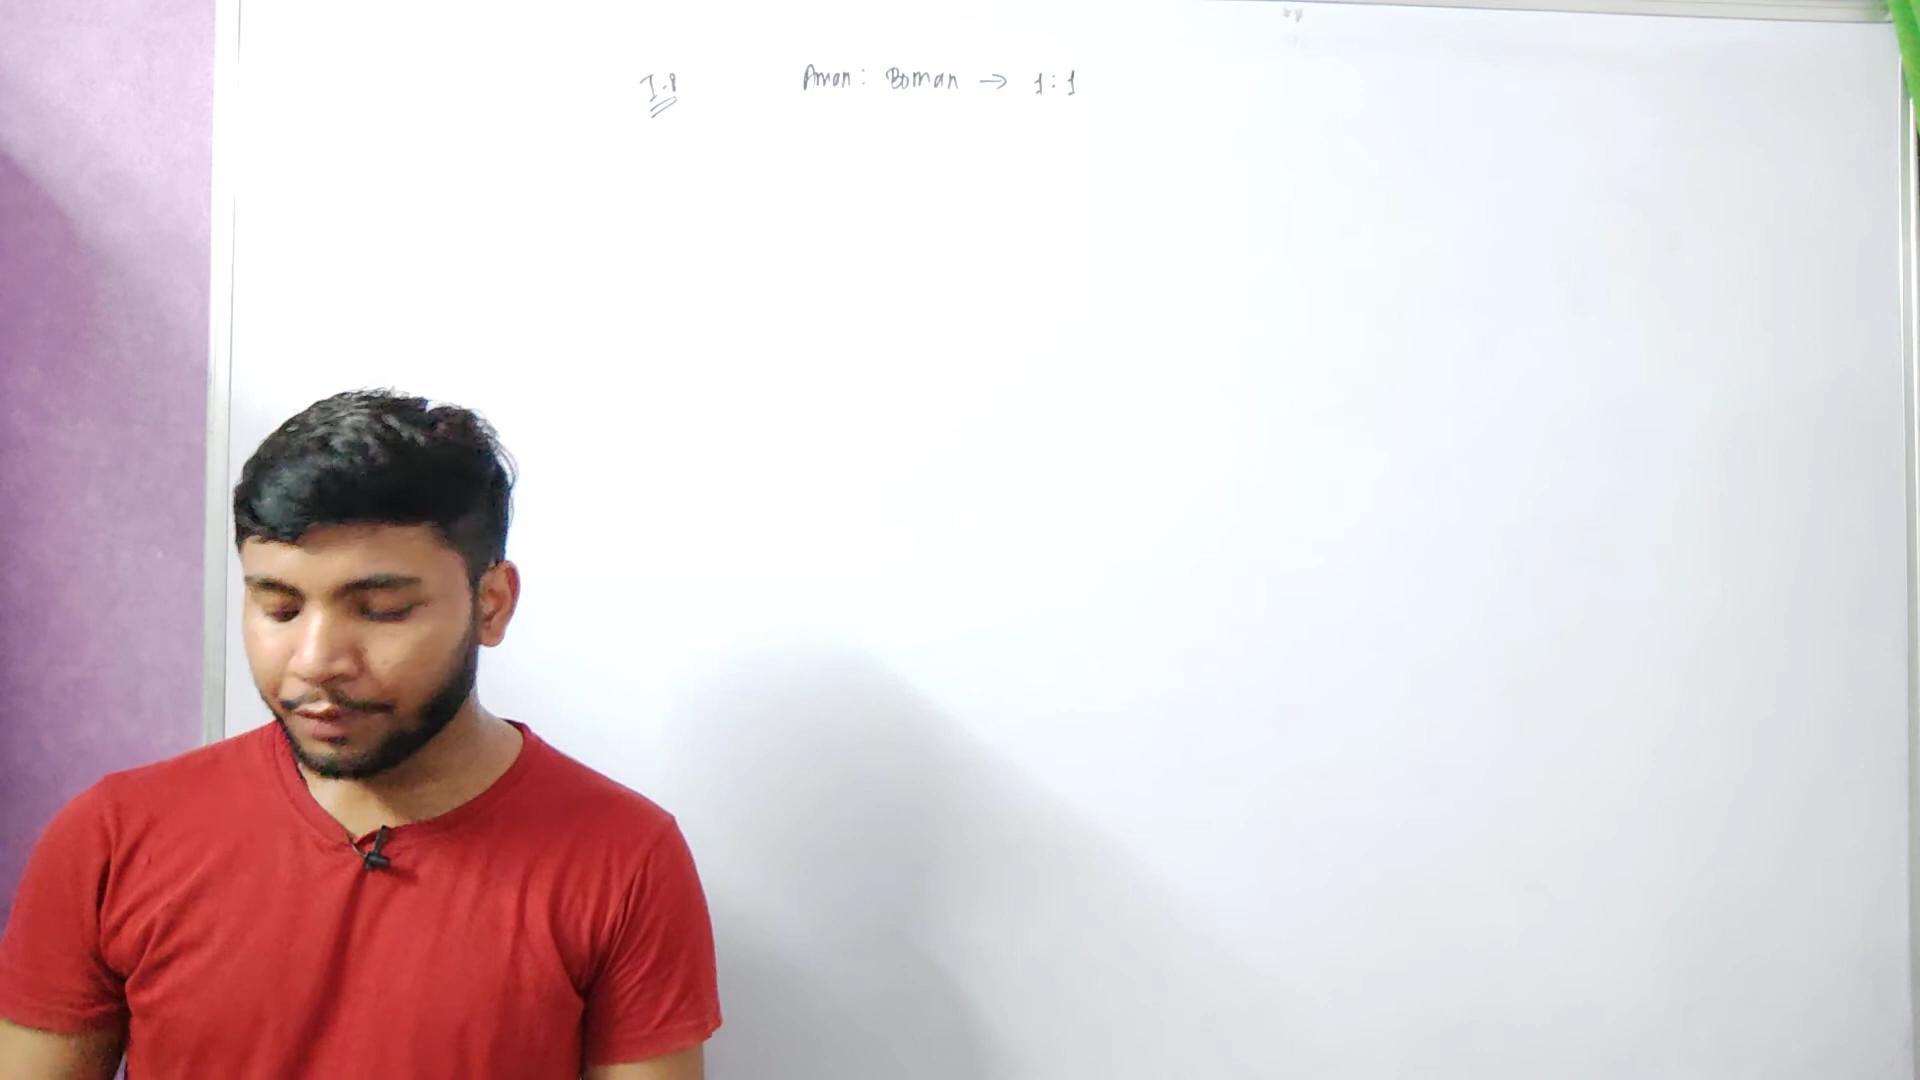 I.8 Aman : Boman → 1 : 1